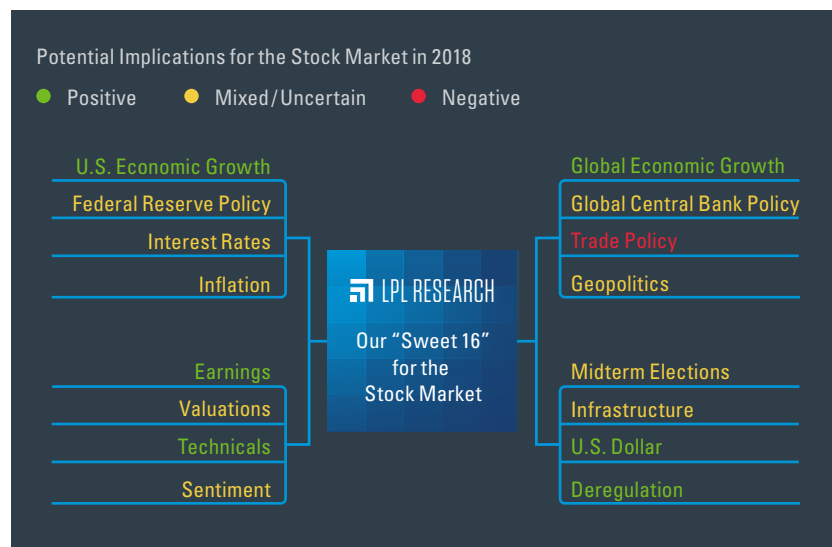 Potential Implications for the Stock Market in 2018
Positive
Mixed/Uncertain
Negative
U.S. Economic Growth
Federal Reserve Policy
Interest Rates
Inflation
Earnings
Valuations
Technicals
Sentiment
LPL RESEARCH
Our “Sweet 16”
for the
Stock Market
Global Economic Growth
Global Central Bank Policy
Trade Policy
Geopolitics
Midterm Elections
Infrastructure
U.S. Dollar
Deregulation